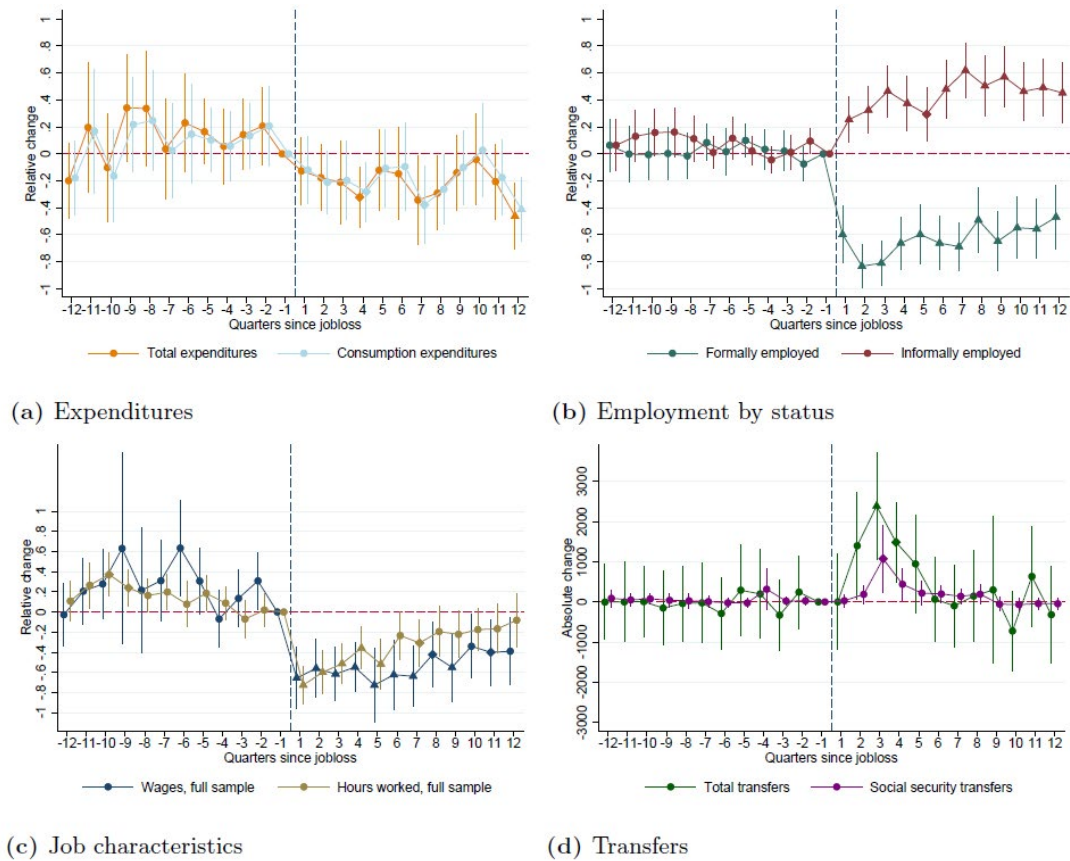 1
.8
.6
.4
.2
0
-.2
-.4
-.6
-.8
-1
Relative change
-12 -11 -10 -9 -8 -7 -6 -5 -4 -3 -2 -1 1 2 3 4 5 6 7 8 9 10 11 12
Quarters since jobloss
Total expenditures Consumption expenditures
(a) Expenditures
1
.8
.6
.4
.2
0
-.2
-.4
-.6
-.8
-1
Relative change
-12 -11 -10 -9 -8 -7 -6 -5 -4 -3 -2 -1 1 2 3 4 5 6 7 8 9 10 11 12
Quarters since jobloss
Formally employed Informally employed
(b) Employment by status
1
.8
.6
.4
.2
0
-.2
-.4
-.6
-.8
-1
Relative change
-12 -11 -10 -9 -8 -7 -6 -5 -4 -3 -2 -1 1 2 3 4 5 6 7 8 9 10 11 12
Quarters since jobloss
Wages, full sample Hours worked, full sample
(c) Job characteristics
3000
2000
1000
0
-1000
-2000
-3000
Absolute change
-12 -11 -10 -9 -8 -7 -6 -5 -4 -3 -2 -1 1 2 3 4 5 6 7 8 9 10 11 12
Quarters since jobloss
Total transfers Social security transfers
(d) Transfers